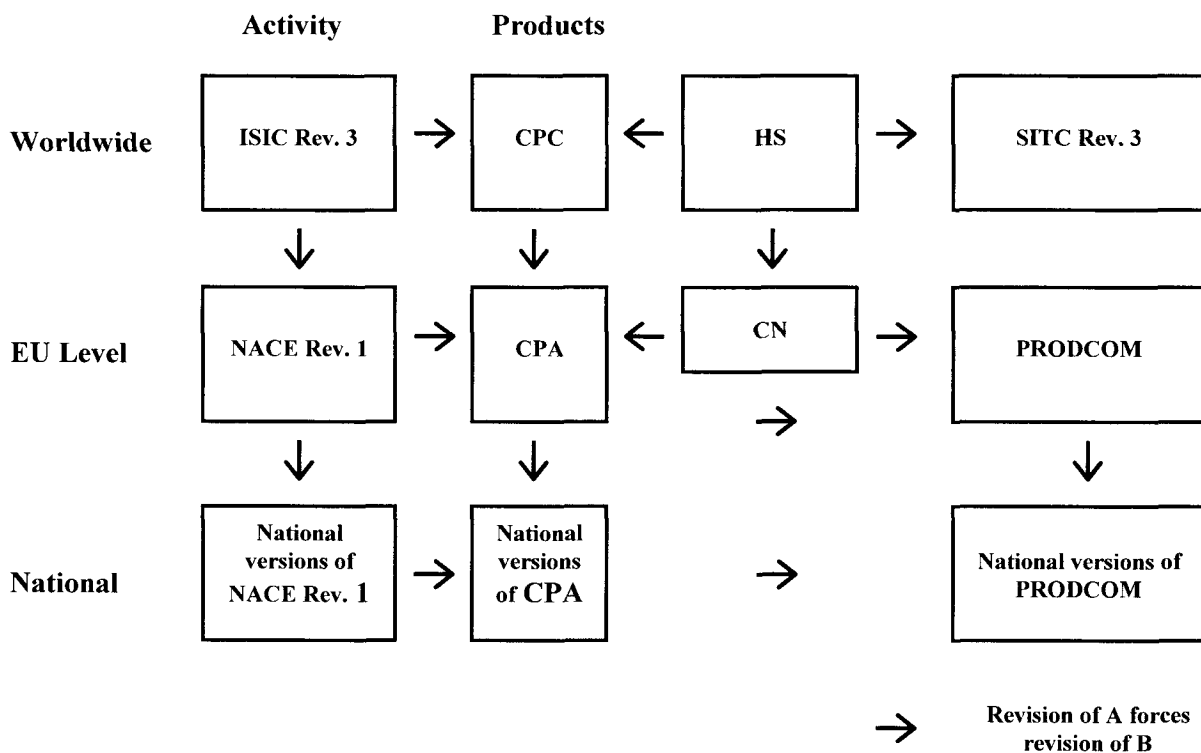 Activity
Products
Worldwide
ISIC Rev. 3
CPC
HS
SITC Rev. 3
EU Level
NACE Rev. 1
CPA
CN
PRODCOM
National
National
versions of
NACE Rev. 1
National
versions
of CPA
National versions of
PRODCOM
Revision of A forces
revision of B